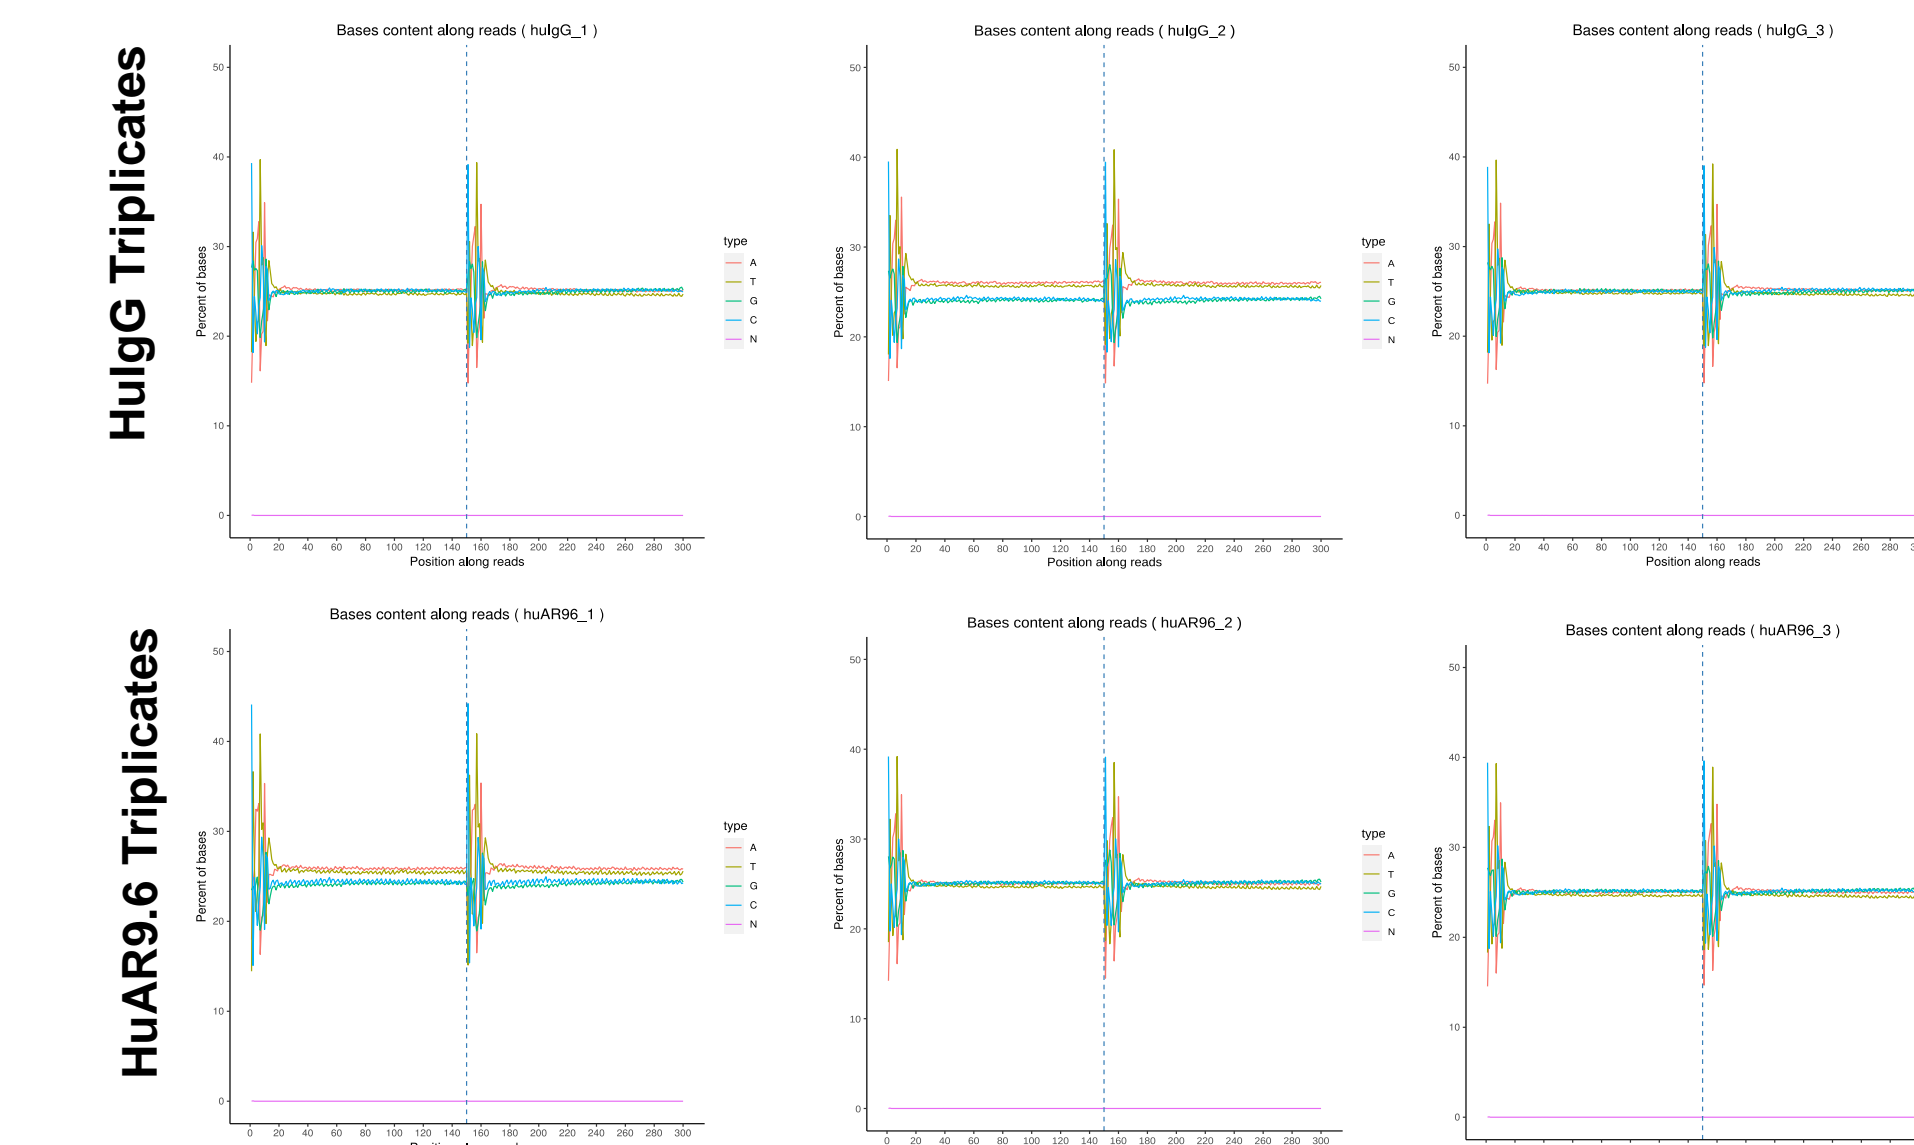 HuIgG Triplicates
Bases content along reads ( huIgG_1 )
Percent of bases
50
40
30
20
10
0
0 20 40 60 80 100 120 140 160 180 200 220 240 260 280 300
Position along reads
type
A
T
G
C
N
Bases content along reads ( huIgG_2 )
Percent of bases
50
40
30
20
10
0
0 20 40 60 80 100 120 140 160 180 200 220 240 260 280 300
Position along reads
type
A
T
G
C
N
Bases content along reads ( huIgG_3 )
Percent of bases
50
40
30
20
10
0
0 20 40 60 80 100 120 140 160 180 200 220 240 260 280
Position along reads
HuAR9.6 Triplicates
Bases content along reads ( huAR96_1 )
Percent of bases
50
40
30
20
10
0
0 20 40 60 80 100 120 140 160 180 200 220 240 260 280 300
type
A
T
G
C
N
Bases content along reads ( huAR96_2 )
Percent of bases
50
40
30
20
10
0
0 20 40 60 80 100 120 140 160 180 200 220 240 260 280 300
type
A
T
G
C
N
Bases content along reads ( huAR96_3 )
Percent of bases
50
40
30
20
10
0